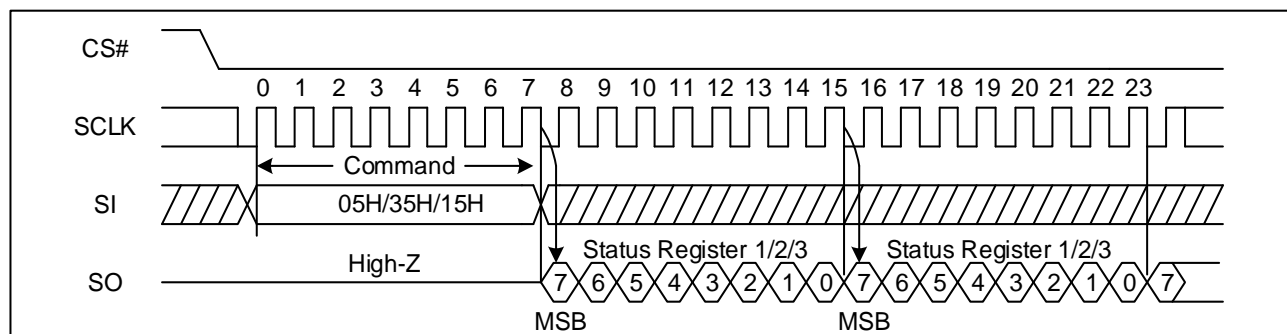 CS#
0 1 2 3 4 5 6 7 8 9 10 11 12 13 14 15 16 17 18 19 20 21 22 23
SCLK
Command
SI
05H/35H/15H
Status Register 1/2/3 Status Register 1/2/3
High-Z
SO
7 6 5 4 3 2 1 0 7 6 5 4 3 2 1 0 7
MSB MSB